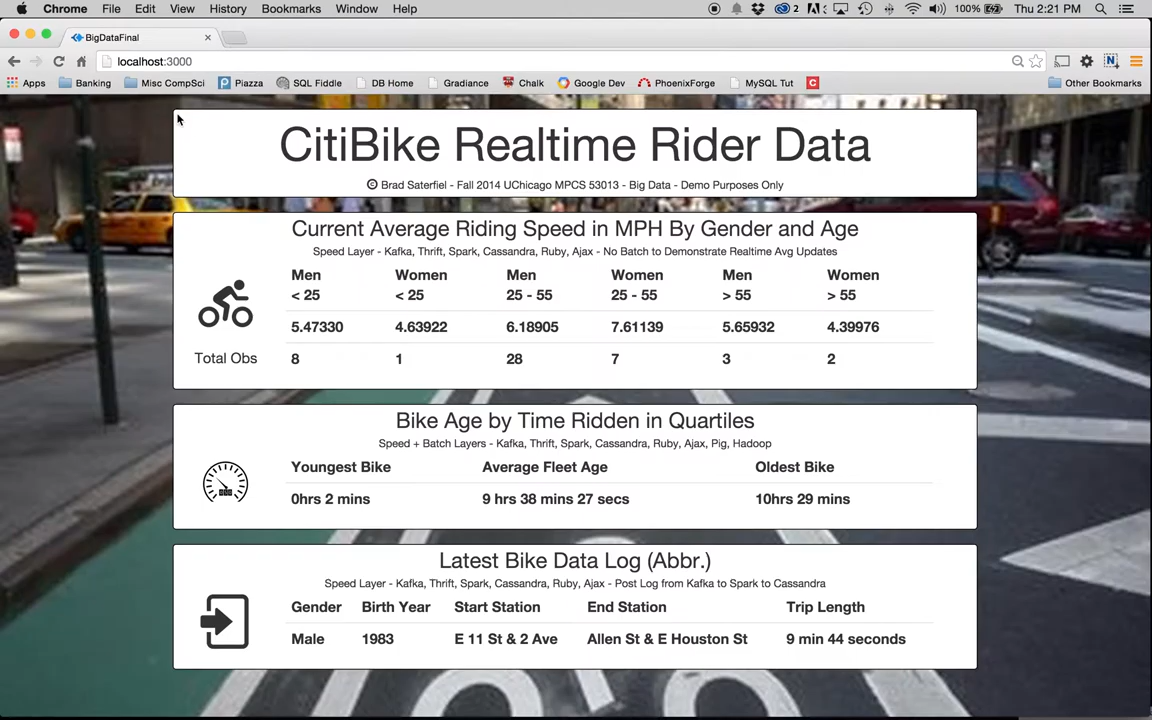 Chrome File Edit View History Bookmarks Window Help 2 100% Thu 2:21 PM
BigDataFinal
localhost:3000
Apps Banking Misc CompSci Piazza SQL Fiddle DB Home Gradiance Chalk Google Dev PhoenixForge MySQL Tut Other Bookmarks
CitiBike Realtime Rider Data
© Brad Saterfiel - Fall 2014 UChicago MPCS 53013 - Big Data - Demo Purposes Only
Current Average Riding Speed in MPH By Gender and Age
Speed Layer - Kafka, Thrift, Spark, Cassandra, Ruby, Ajax - No Batch to Demonstrate Realtime Avg Updates
Men Women Men Women Men Women
< 25 < 25 25 - 55 25 - 55 > 55 > 55
5.47330 4.63922 6.18905 7.61139 5.65932 4.39976
Total Obs 8 1 28 7 3 2
Bike Age by Time Ridden in Quartiles
Speed + Batch Layers - Kafka, Thrift, Spark, Cassandra, Ruby, Ajax, Pig, Hadoop
Youngest Bike Average Fleet Age Oldest Bike
0hrs 2 mins 9 hrs 38 mins 27 secs 10hrs 29 mins
Latest Bike Data Log (Abbr.)
Speed Layer - Kafka, Thrift, Spark, Cassandra, Ruby, Ajax - Post Log from Kafka to Spark to Cassandra
Gender Birth Year Start Station End Station Trip Length
Male 1983 E 11 St & 2 Ave Allen St & E Houston St 9 min 44 seconds